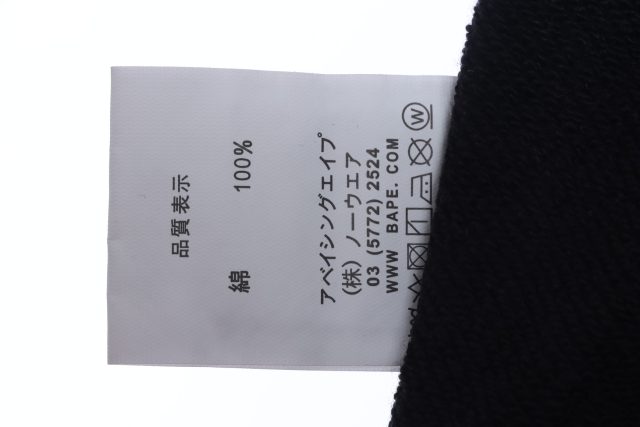 品質表示
綿 100%
アベイシングエイプ
(株) ノーウェア
03 (5772) 2524
WWW BAPE. COM
W